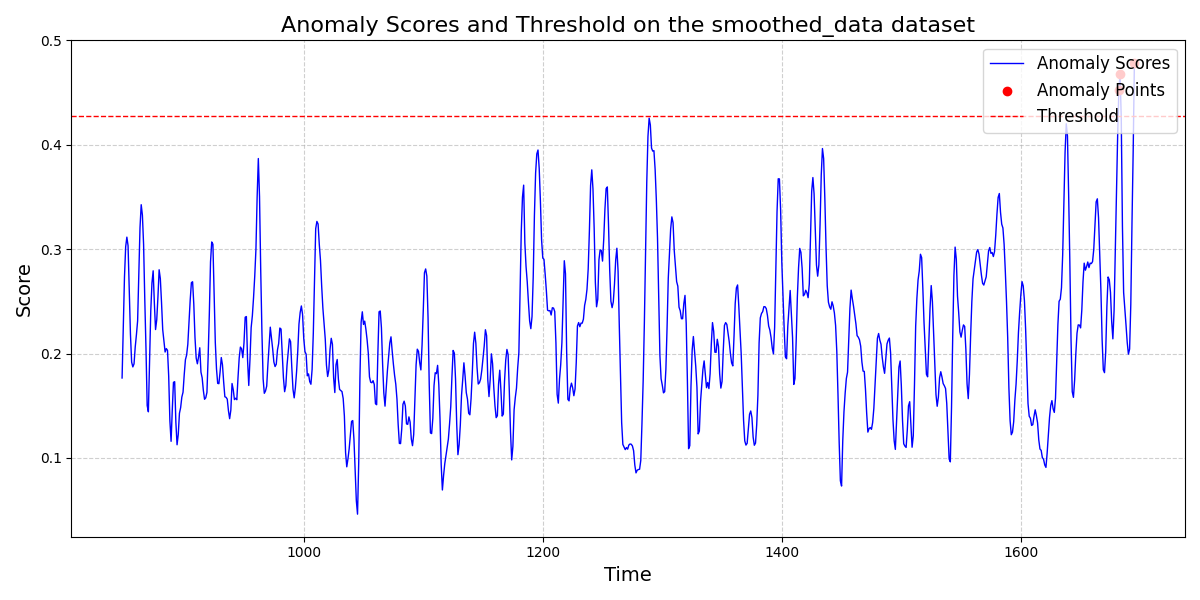 Anomaly Scores and Threshold on the smoothed_data dataset
0.5
0.4
0.3
0.2
0.1
Score
1000
1200
1400
1600
Time
Anomaly Scores
Anomaly Points
Threshold